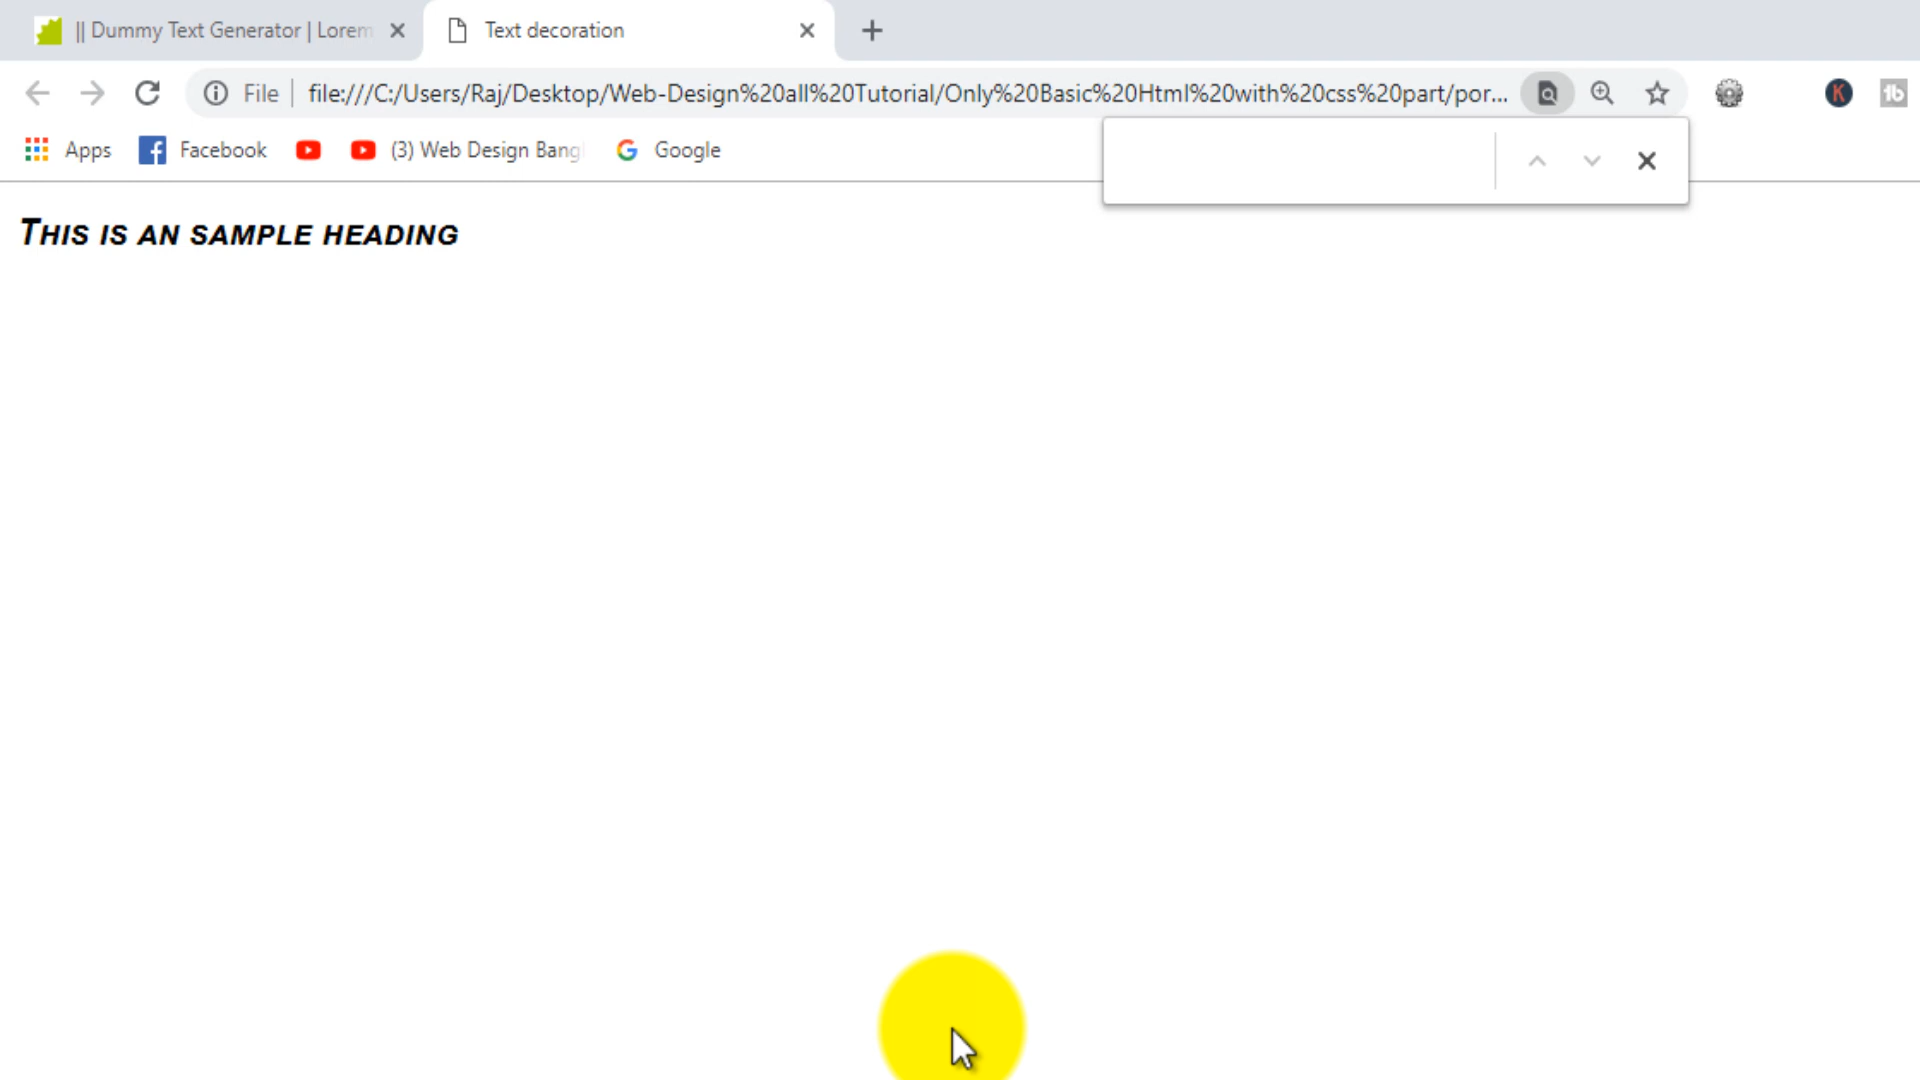 || Dummy Text Generator | Lorem
Text decoration
File
file:///C:/Users/Raj/Desktop/Web-Design%20all%20Tutorial/Only%20Basic%20Html%20with%20css%20part/por...
K
tb
Apps
Facebook
(3) Web Design Bang
Google
THIS IS AN SAMPLE HEADING